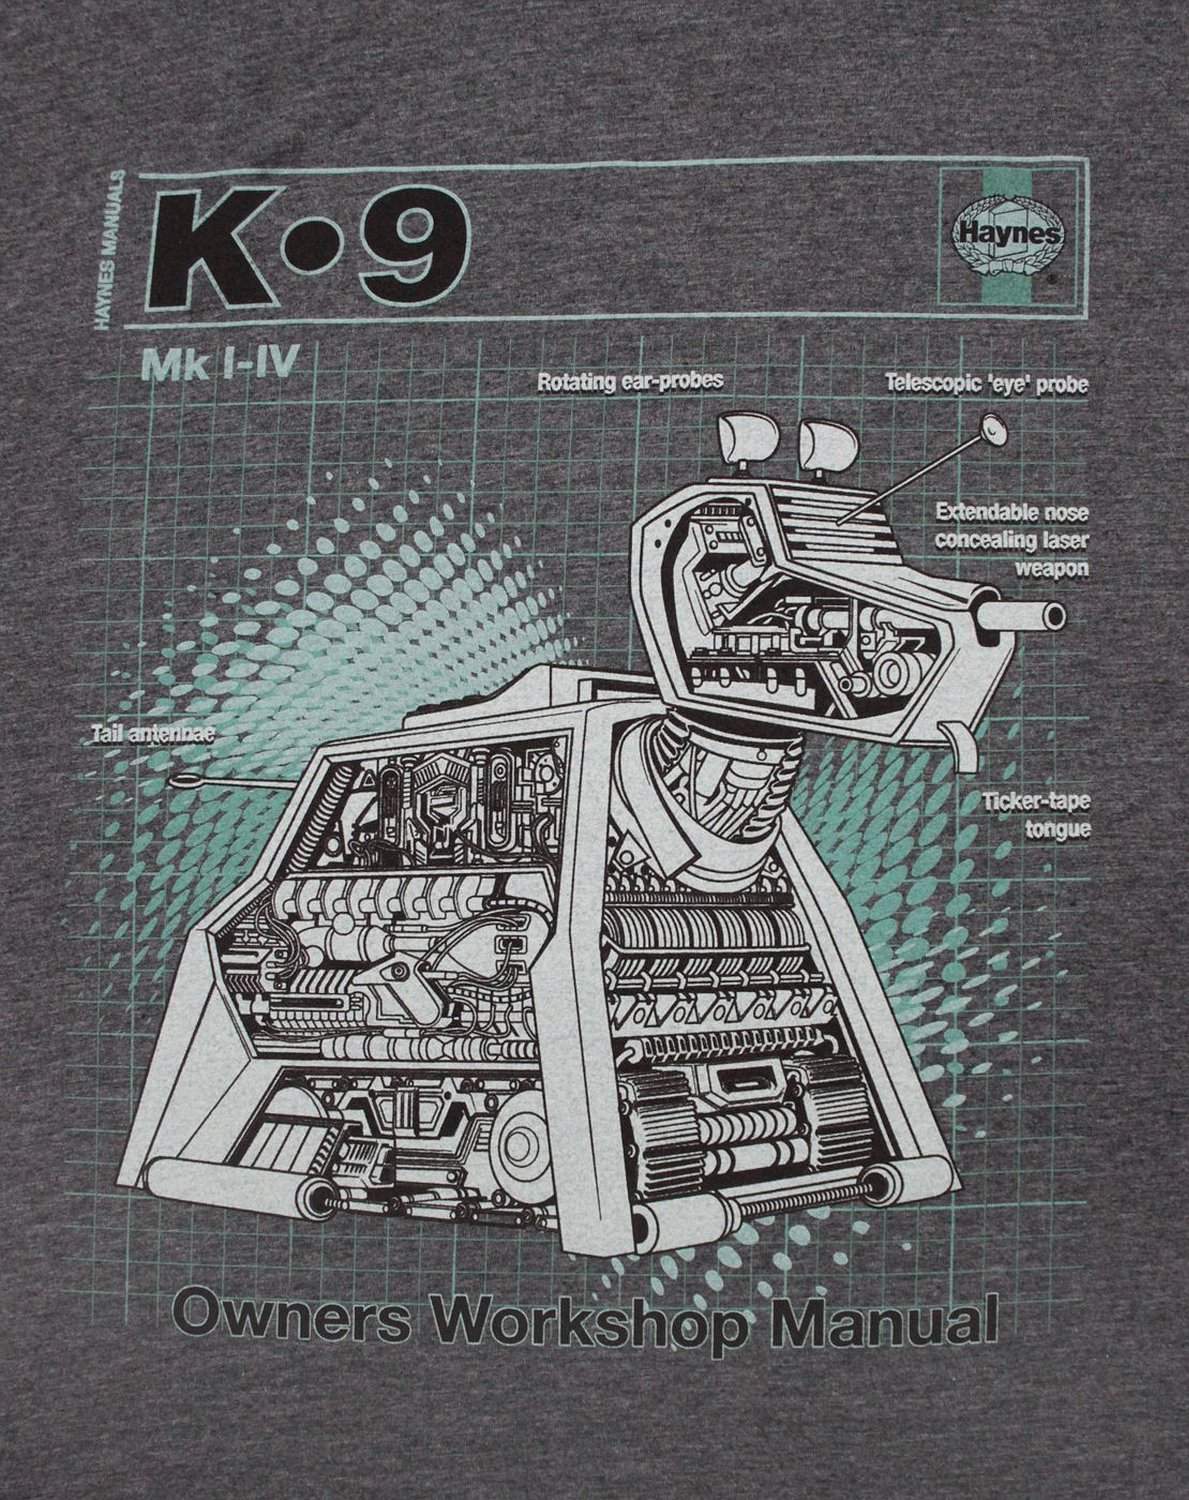 HAYNES MANUALS
K•9
Haynes
®
Mk I-IV
Rotating ear-probes
Telescopic 'eye' probe
Extendable nose
concealing laser
weapon
Tail antennae
Ticker-tape
tongue
Owners Workshop Manual